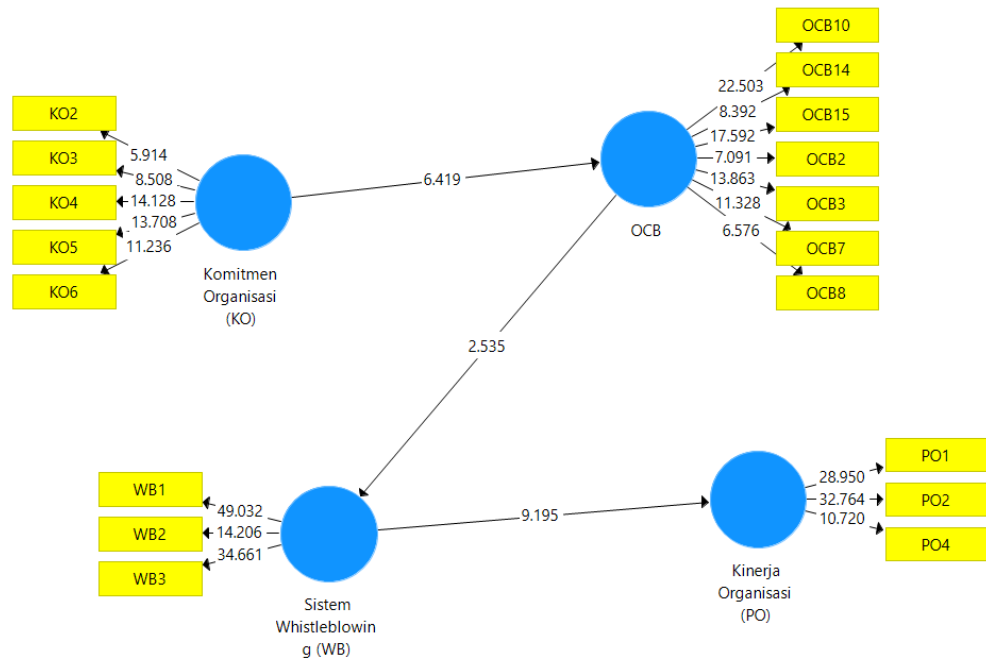 KO2
KO3
KO4
KO5
KO6
5.914
8.508
14.128
13.708
11.236
Komitmen
Organisasi
(KO)
6.419
OCB
22.503
8.392
17.592
7.091
13.863
11.328
6.576
OCB10
OCB14
OCB15
OCB2
OCB3
OCB7
OCB8
2.535
WB1
WB2
WB3
49.032
14.206
34.661
Sistem
Whistleblowin
g (WB)
9.195
Kinerja
Organisasi
(PO)
28.950
32.764
10.720
PO1
PO2
PO4